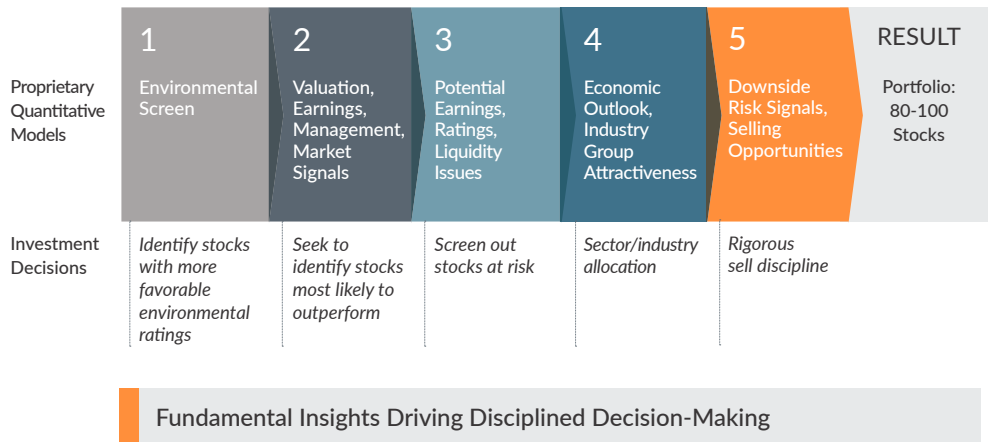 Proprietary
Quantitative
Models
1
Environmental
Screen
2
Valuation,
Earnings,
Management,
Market
Signals
3
Potential
Earnings,
Ratings,
Liquidity
Issues
4
Economic
Outlook,
Industry
Group
Attractiveness
5
Downside
Risk Signals,
Selling
Opportunities
RESULT
Portfolio:
80-100
Stocks
Investment
Decisions
Identify stocks
with more
favorable
environmental
ratings
Seek to
identify stocks
most likely to
outperform
Screen out
stocks at risk
Sector/industry
allocation
Rigorous
sell discipline
Fundamental Insights Driving Disciplined Decision-Making